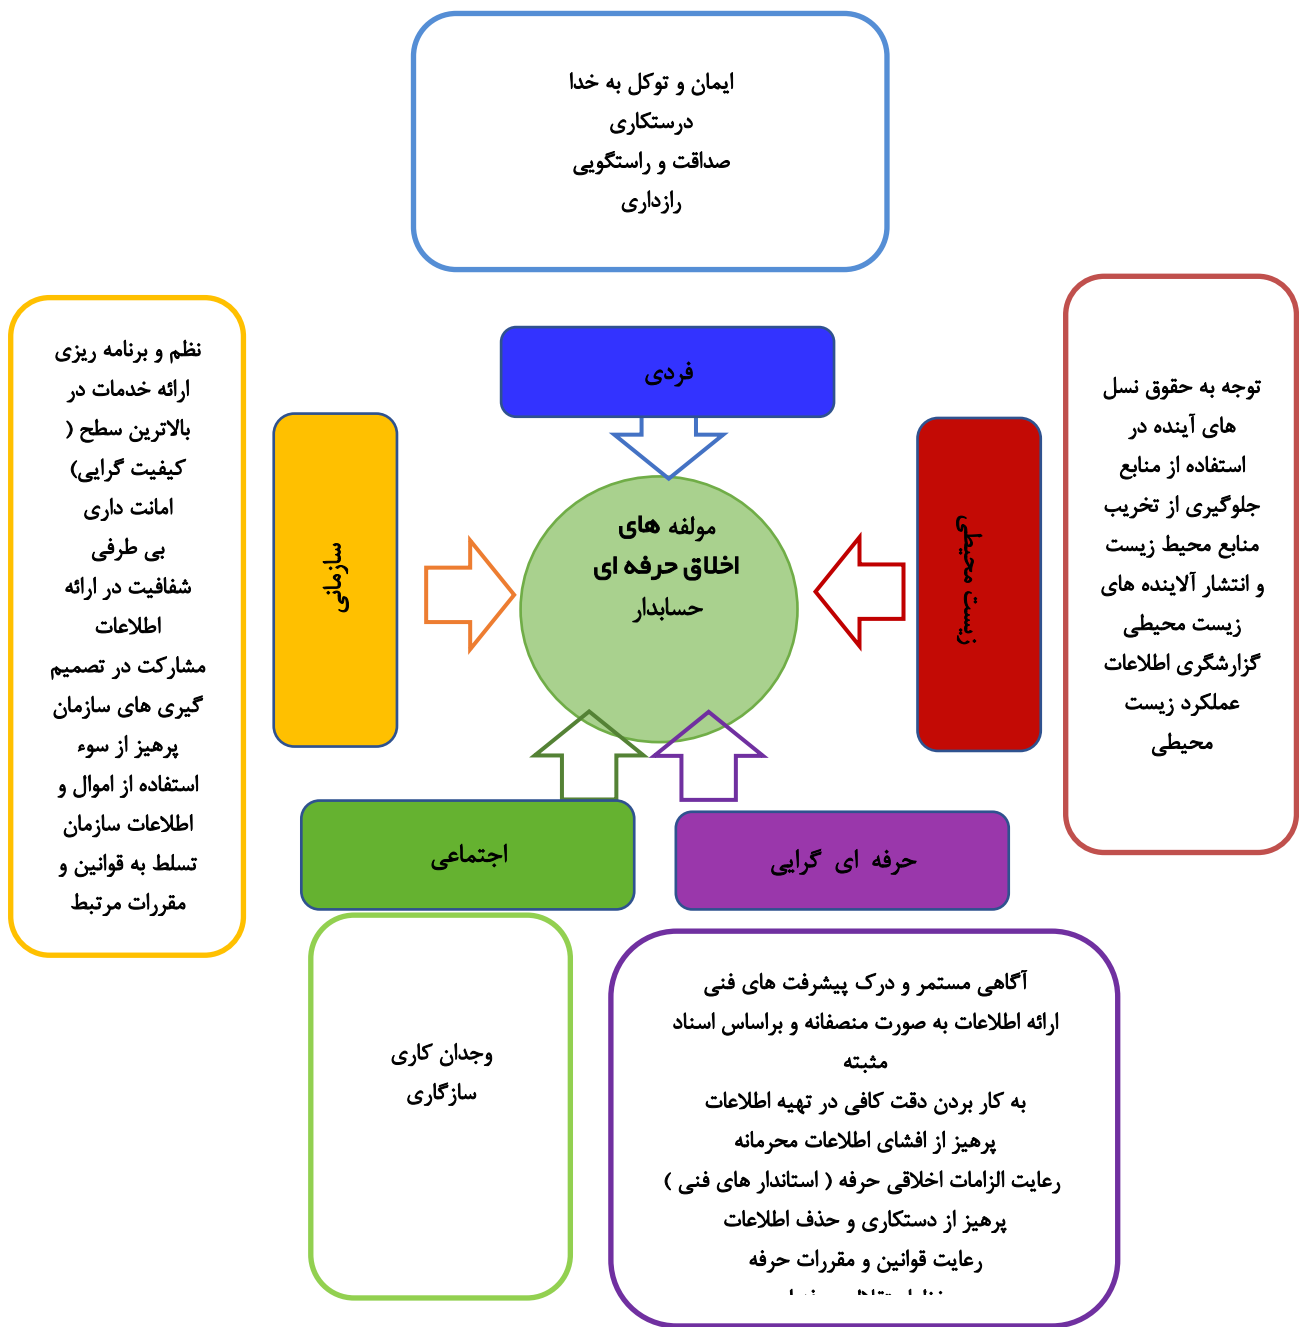 ایمان و توکل به خدا
درستکاری
صداقت و راستگویی
رازداری
فردی
توجه به حقوق نسل
های آینده در
استفاده از منابع
جلوگیری از تخریب
منابع محیط زیست
و انتشار آلاینده های
زیست محیطی
گزارشگری اطلاعات
عملکرد زیست
محیطی
زیست محیطی
مولفه های
اخلاق حرفه ای
حسابدار
سازمانی
نظم و برنامه ریزی
ارائه خدمات در
بالاترین سطح (
کیفیت گرایی)
امانت داری
بی طرفی
شفافیت در ارائه
اطلاعات
مشارکت در تصمیم
گیری های سازمان
پرهیز از سوء
استفاده از اموال و
اطلاعات سازمان
تسلط به قوانین و
مقررات مرتبط
حرفه ای گرایی
آگاهی مستمر و درک پیشرفت های فنی
ارائه اطلاعات به صورت منصفانه و براساس اسناد
مثبته
به کار بردن دقت کافی در تهیه اطلاعات
پرهیز از افشای اطلاعات محرمانه
رعایت الزامات اخلاقی حرفه ( استاندار های فنی )
پرهیز از دستکاری و حذف اطلاعات
رعایت قوانین و مقررات حرفه
اجتماعی
وجدان کاری
سازگاری